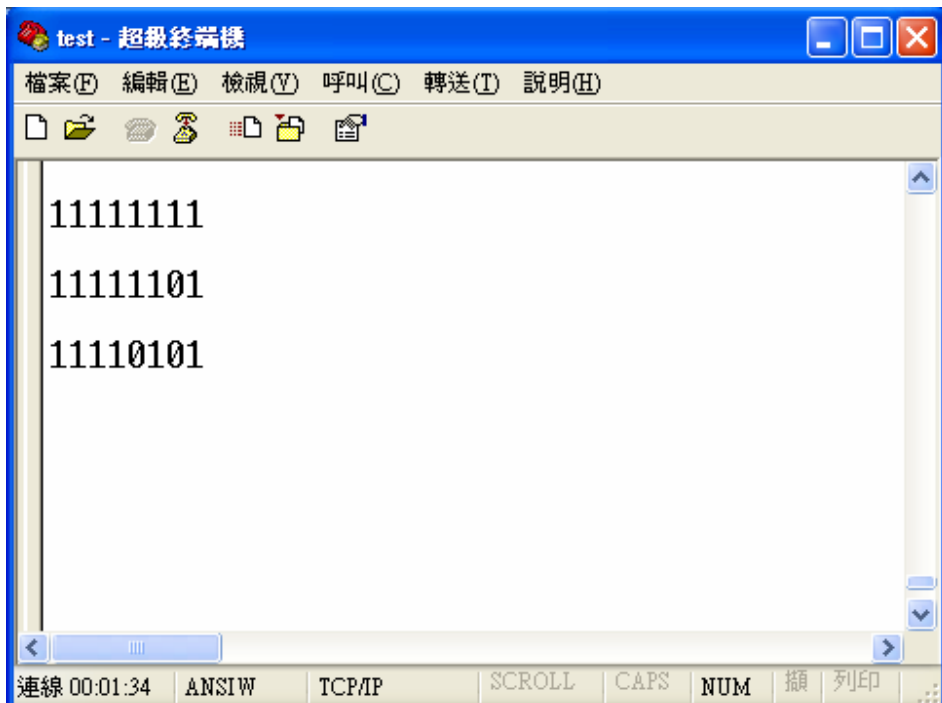 test - 超級終端機
檔案(F) 編輯(E) 檢視(V) 呼叫(C) 轉送(T) 說明(H)
11111111
11111101
11110101
連線 00:01:34 ANSIW TCP/IP SCROLL CAPS NUM 擷 列印